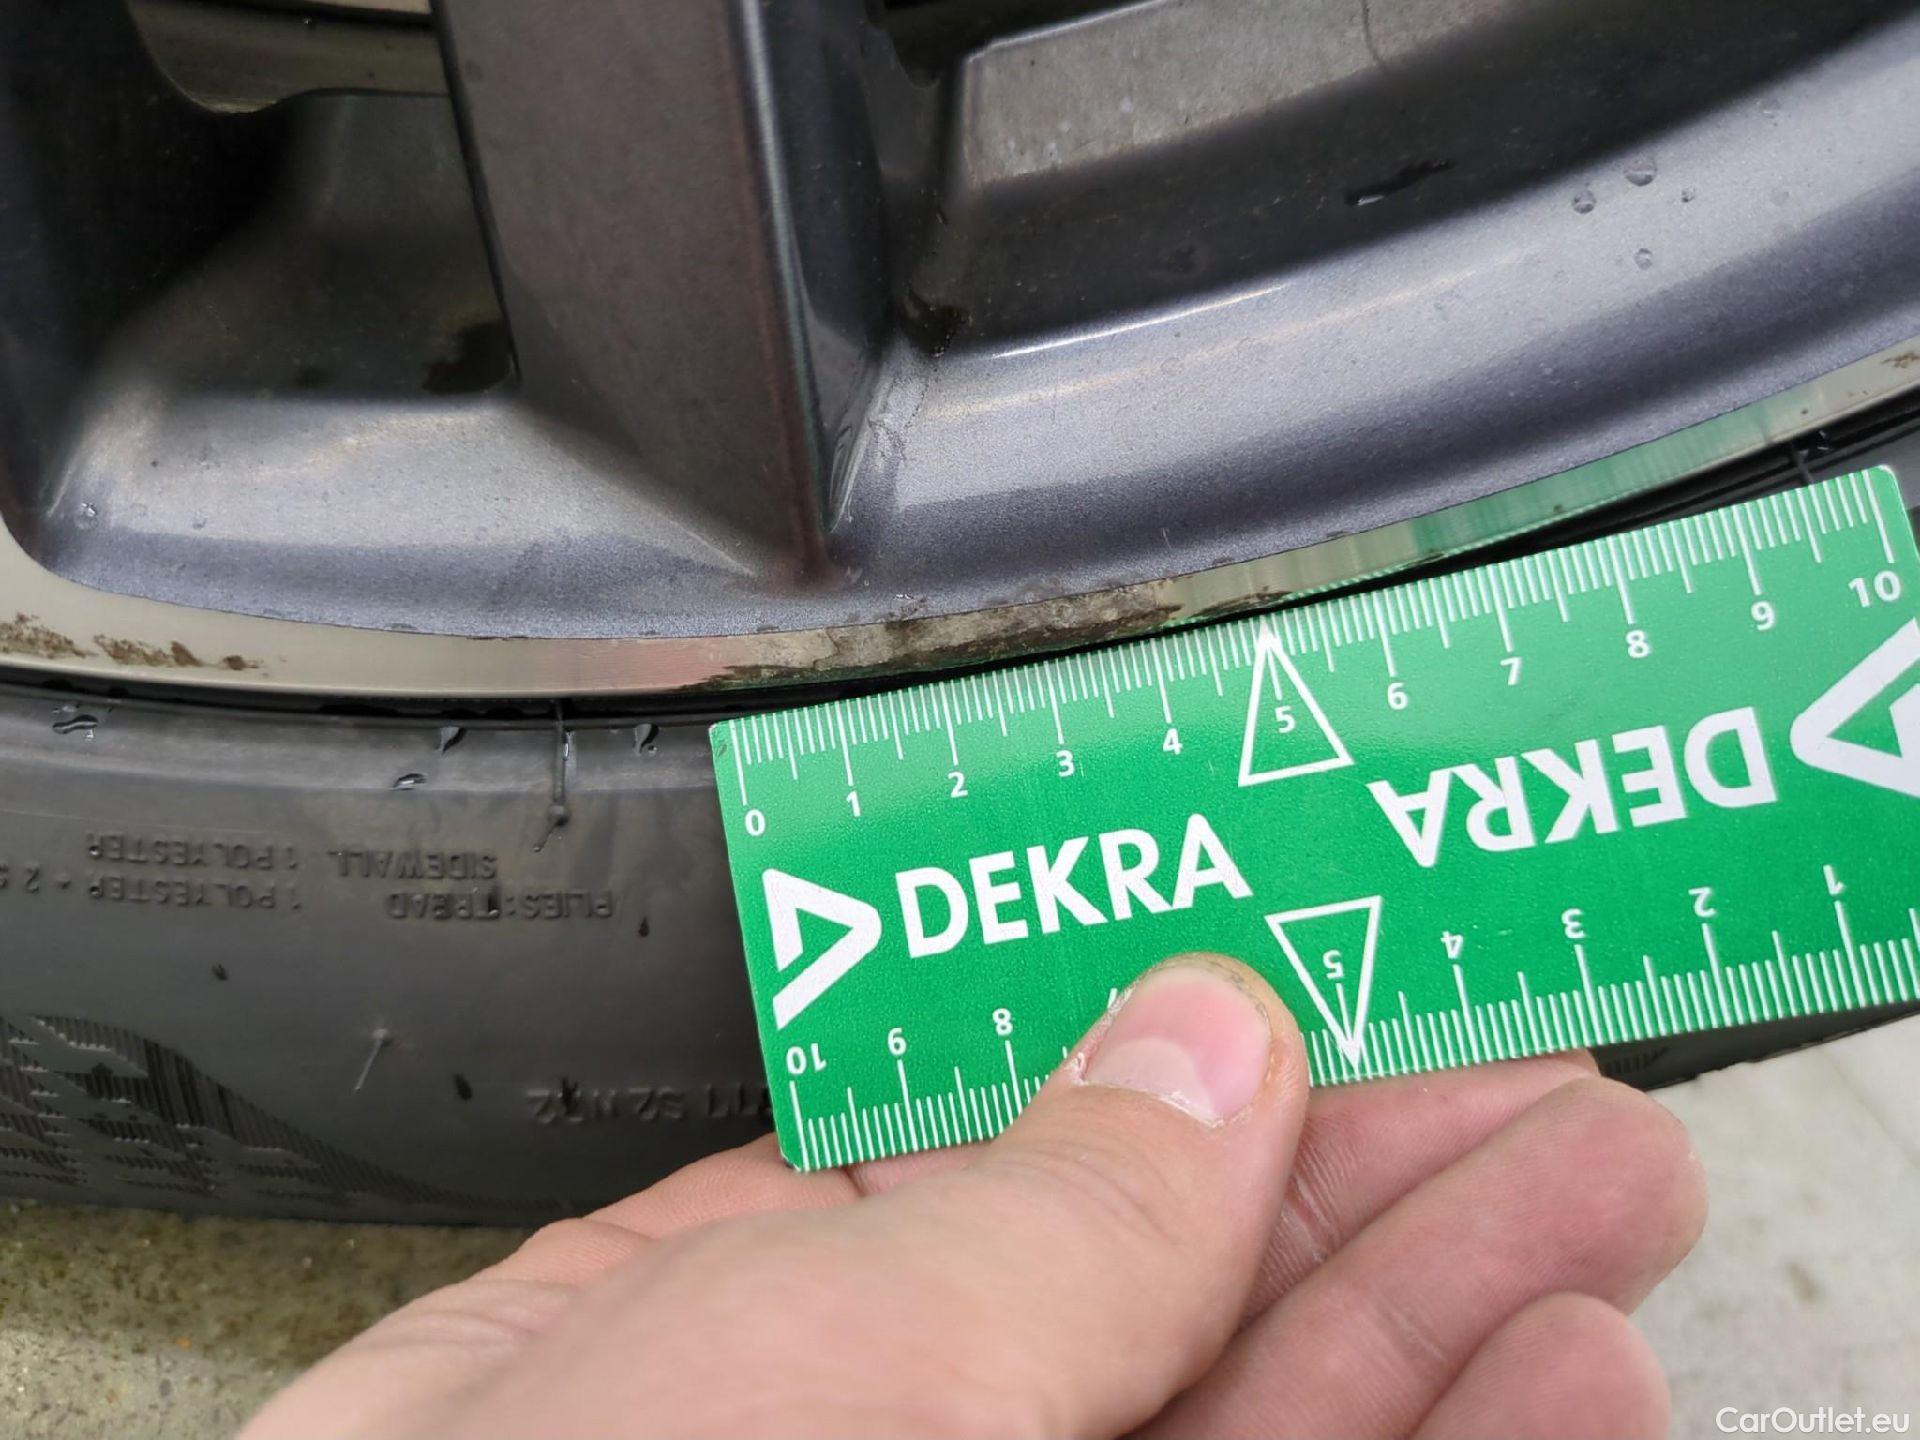 0 1 2 3 4 5 6 7 8 9 10
DEKRA
DEKRA
10 9 8 7 5 4 3 2 1
PLIES: TREAD 1 POLYESTER + 2 S
SIDEWALL 1 POLYESTER
CarOutlet.eu